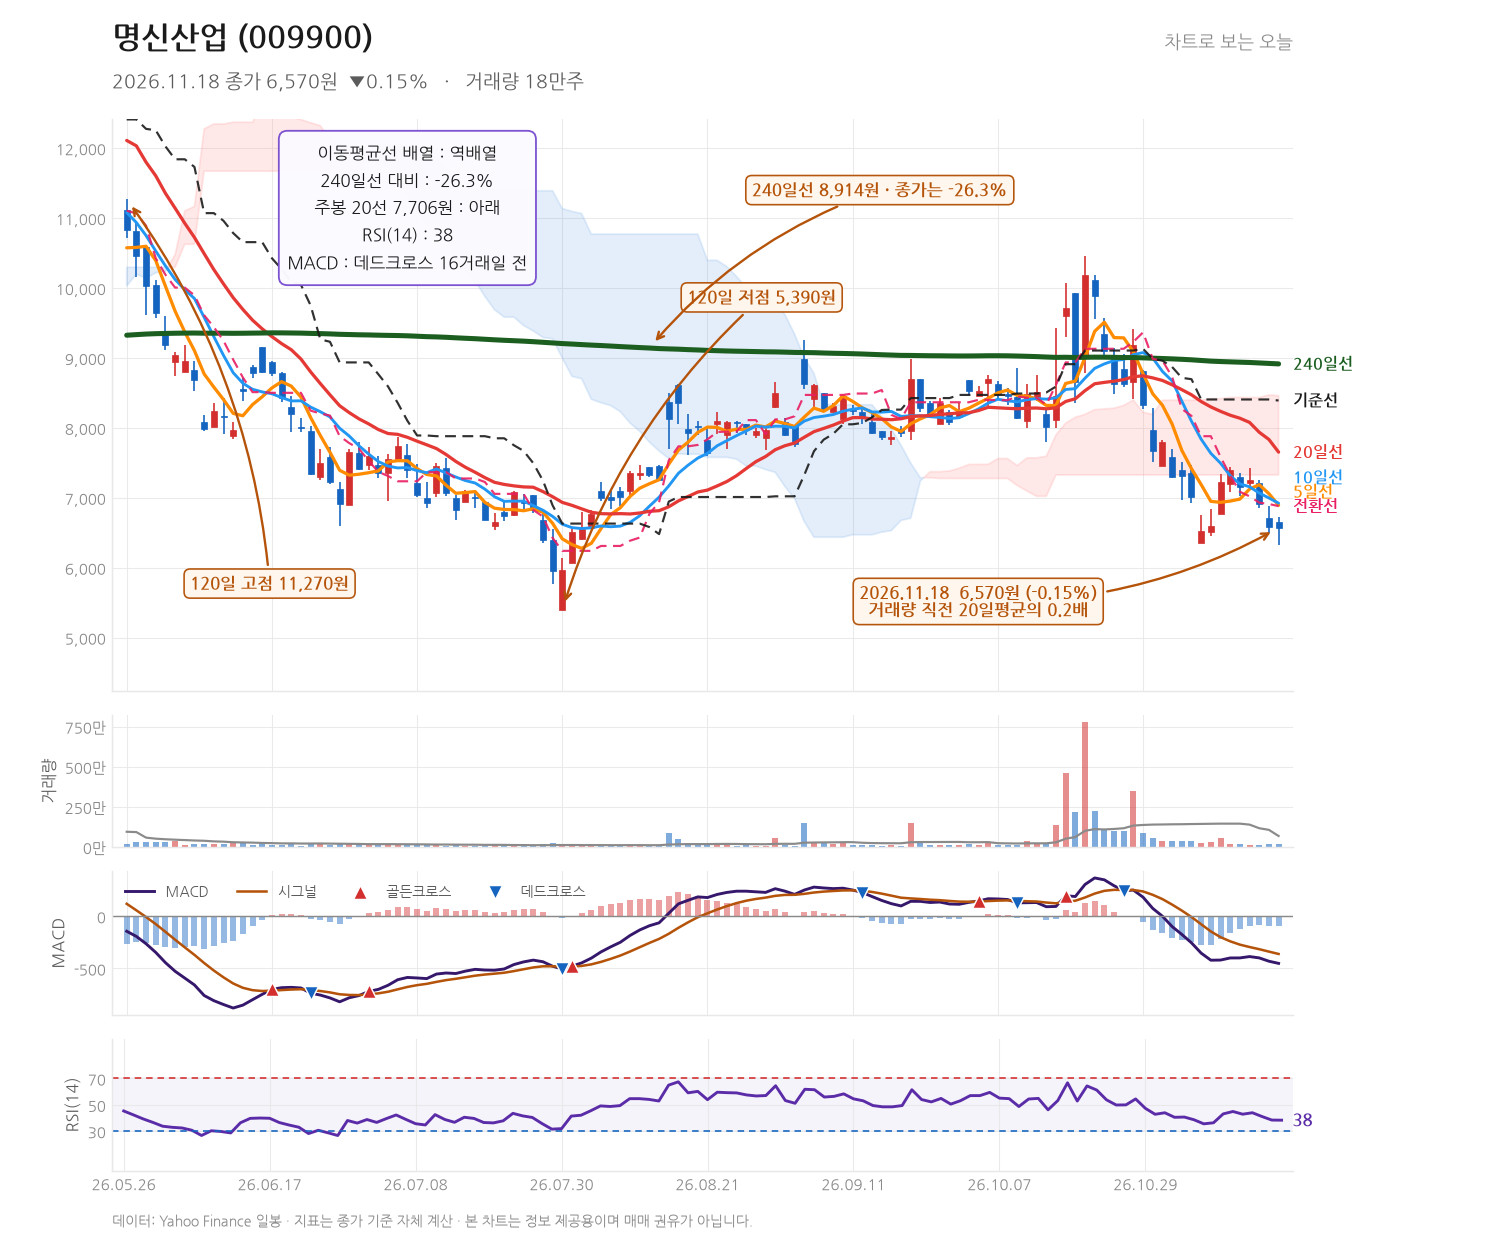 명신산업 (009900)
차트로 보는 오늘
2026.11.18 종가 6,570원 ▼0.15% · 거래량 18만주
12,000
11,000
10,000
9,000
8,000
7,000
6,000
5,000
이동평균선 배열 : 역배열
240일선 대비 : -26.3%
주봉 20선 7,706원 : 아래
RSI(14) : 38
MACD : 데드크로스 16거래일 전
240일선 8,914원 · 종가는 -26.3%
120일 저점 5,390원
120일 고점 11,270원
2026.11.18 6,570원 (-0.15%)
거래량 직전 20일평균의 0.2배
240일선
기준선
20일선
10일선
5일선
전환선
거래량
750만
500만
250만
0만
MACD
MACD
시그널
골든크로스
데드크로스
0
-500
RSI(14)
70
50
30
38
26.05.26
26.06.17
26.07.08
26.07.30
26.08.21
26.09.11
26.10.07
26.10.29
데이터: Yahoo Finance 일봉 · 지표는 종가 기준 자체 계산 · 본 차트는 정보 제공용이며 매매 권유가 아닙니다.